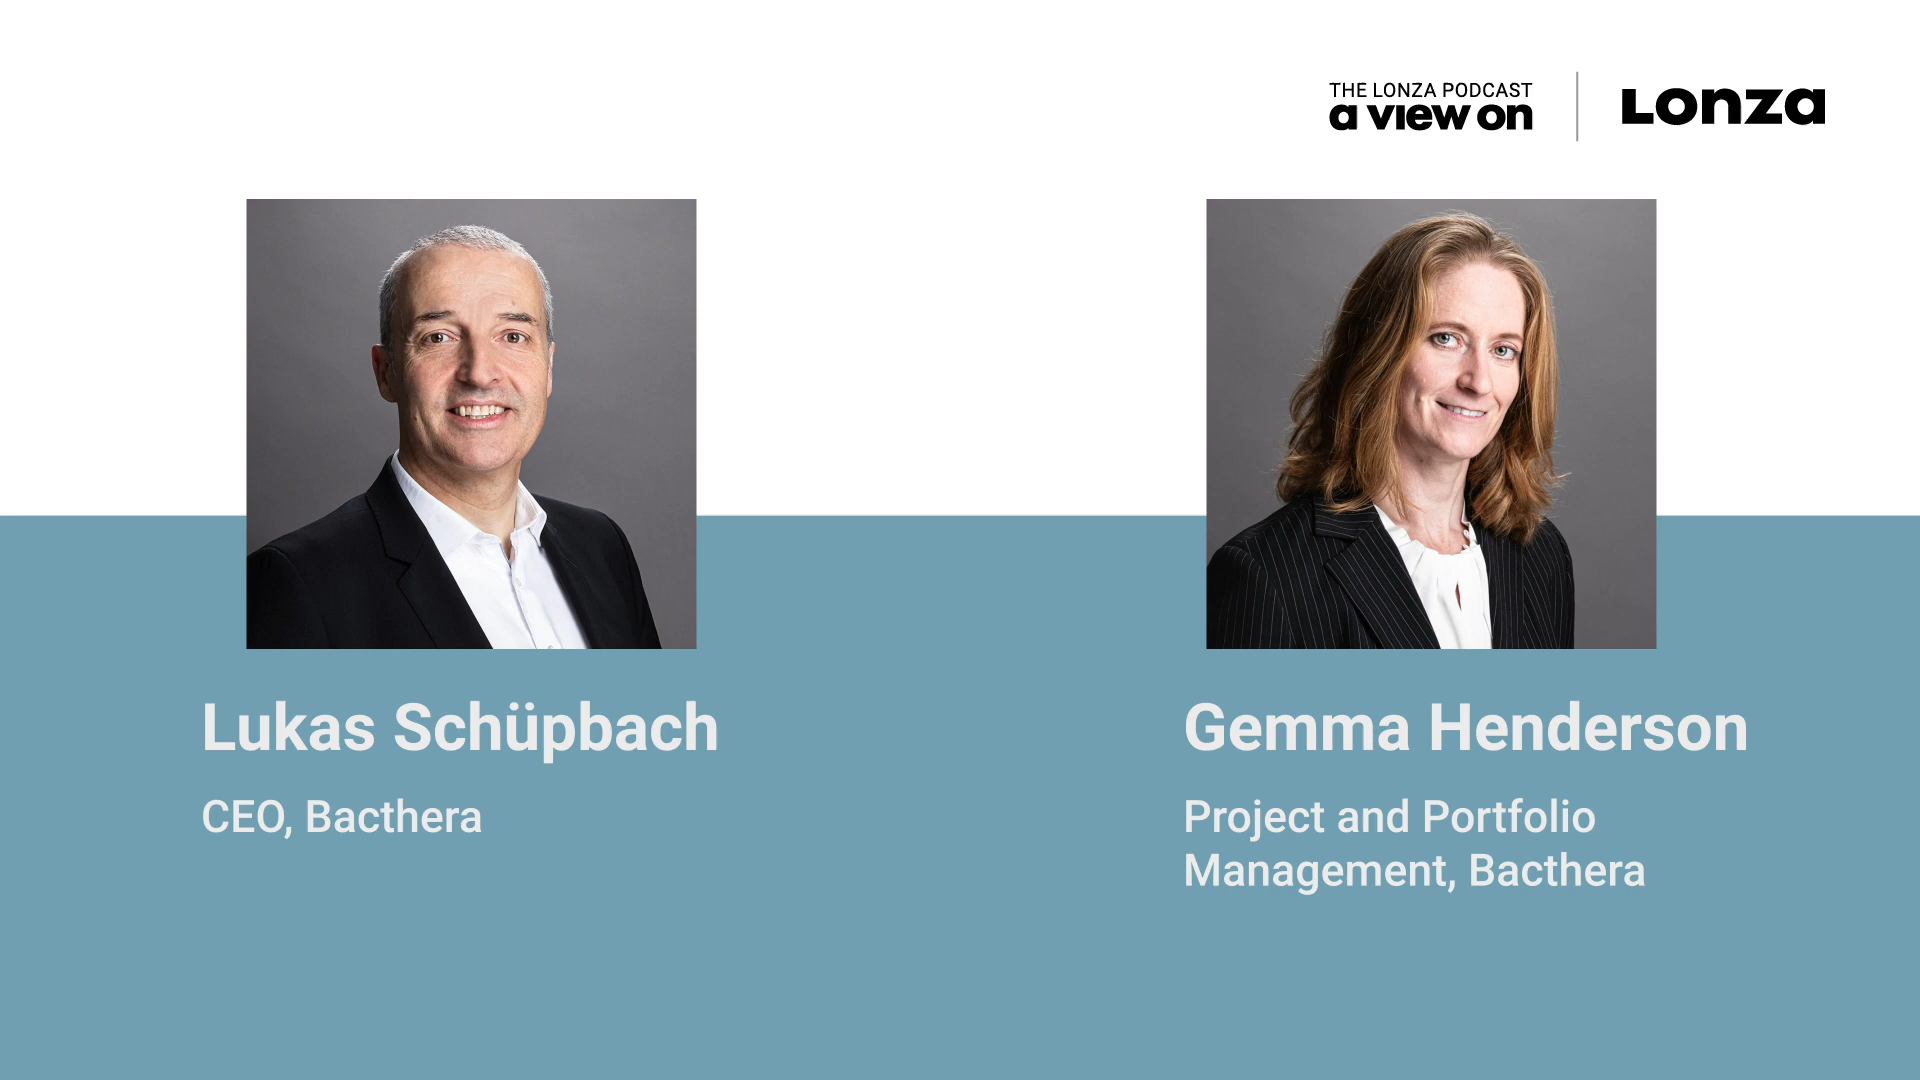 THE LONZA PODCAST
a view on
Lonza
Lukas Schüpbach
CEO, Bacthera
Gemma Henderson
Project and Portfolio
Management, Bacthera